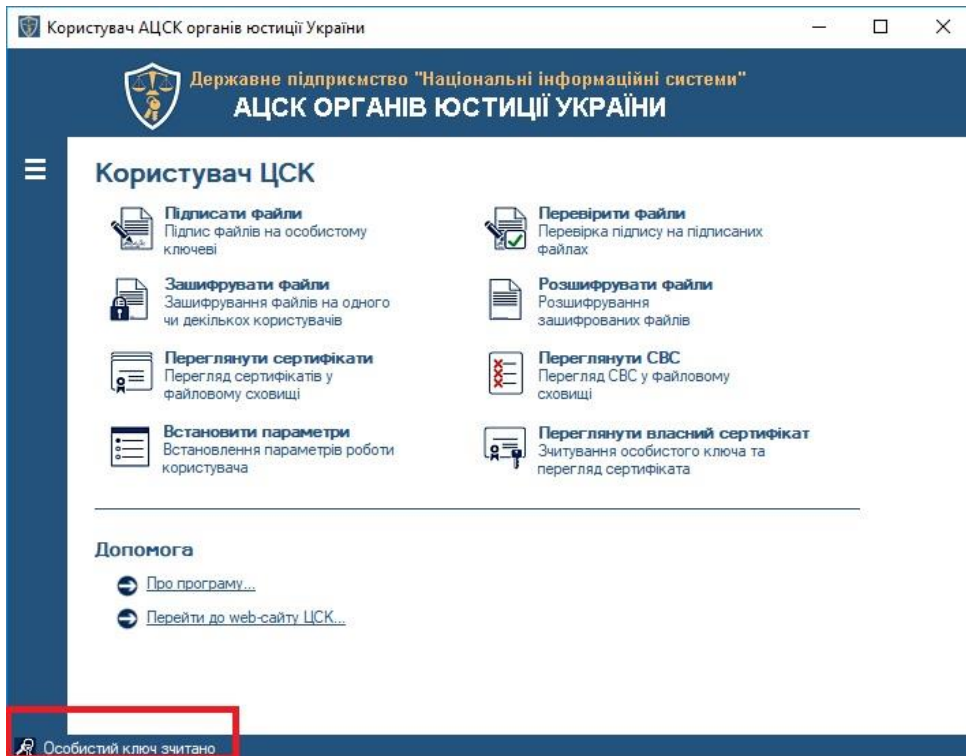 Користувач АЦСК органів юстиції України
Державне підприємство "Національні інформаційні системи"
АЦСК ОРГАНІВ ЮСТИЦІЇ УКРАЇНИ
Користувач ЦСК
Підписати файли
Підпис файлів на особистому
ключеві
Перевірити файли
Перевірка підпису на підписаних
файлах
Зашифрувати файли
Зашифрування файлів на одного
чи декількох користувачів
Розшифрувати файли
Розшифрування
зашифрованих файлів
Переглянути сертифікати
Перегляд сертифікатів у
файловому сховищі
Переглянути СВС
Перегляд СВС у файловому
сховищі
Встановити параметри
Встановлення параметрів роботи
користувача
Переглянути власний сертифікат
Зчитування особистого ключа та
перегляд сертифіката
Допомога
Про програму...
Перейти до web-сайту ЦСК...
Особистий ключ зчитано